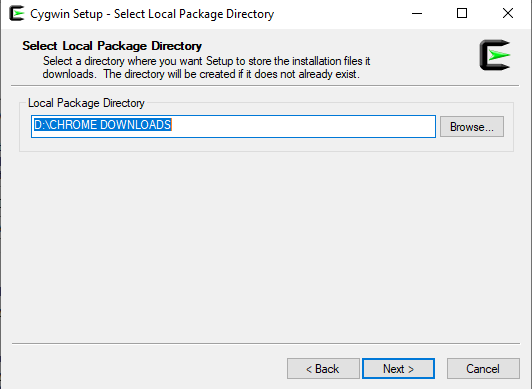 Cygwin Setup - Select Local Package Directory
Select Local Package Directory
Select a directory where you want Setup to store the installation files it
downloads. The directory will be created if it does not already exist.
Local Package Directory
D:\CHROME DOWNLOADS
Browse...
< Back
Next >
Cancel